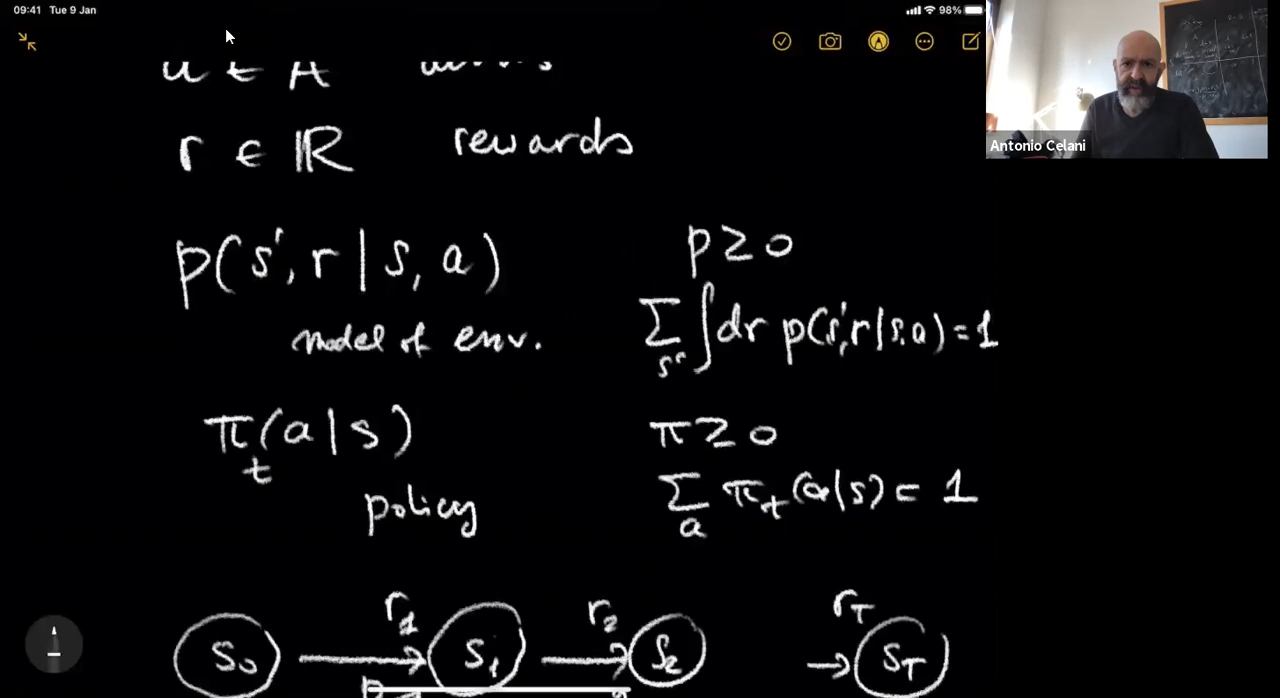 09:41 Tue 9 Jan
98%
Antonio Celani
a ∈ A
r ∈ ℝ rewards
p(s', r | s, a) p ≥ 0
model of env. Σ_s' ∫dr p(s',r|s,a) = 1
π_t(a|s) π ≥ 0
policy Σ_a π_t(a|s) = 1
r_1 r_2 r_T
s_0 → s_1 → s_2 → s_T